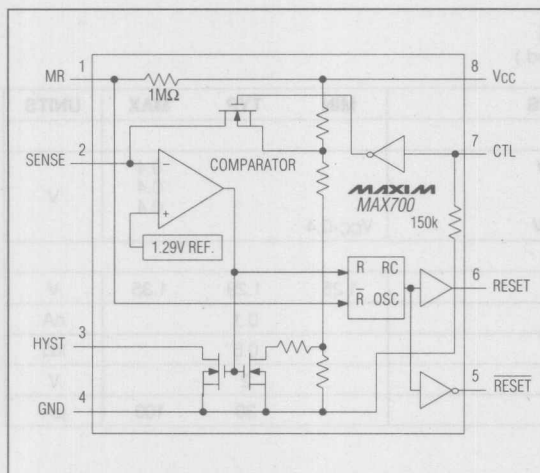 MR 1
1MΩ
8 VCC
SENSE 2
COMPARATOR
7 CTL
MAXIM
MAX700
150k
1.29V REF.
R RC
R̅ OSC
6 RESET
HYST 3
GND 4
5 R̅E̅S̅E̅T̅